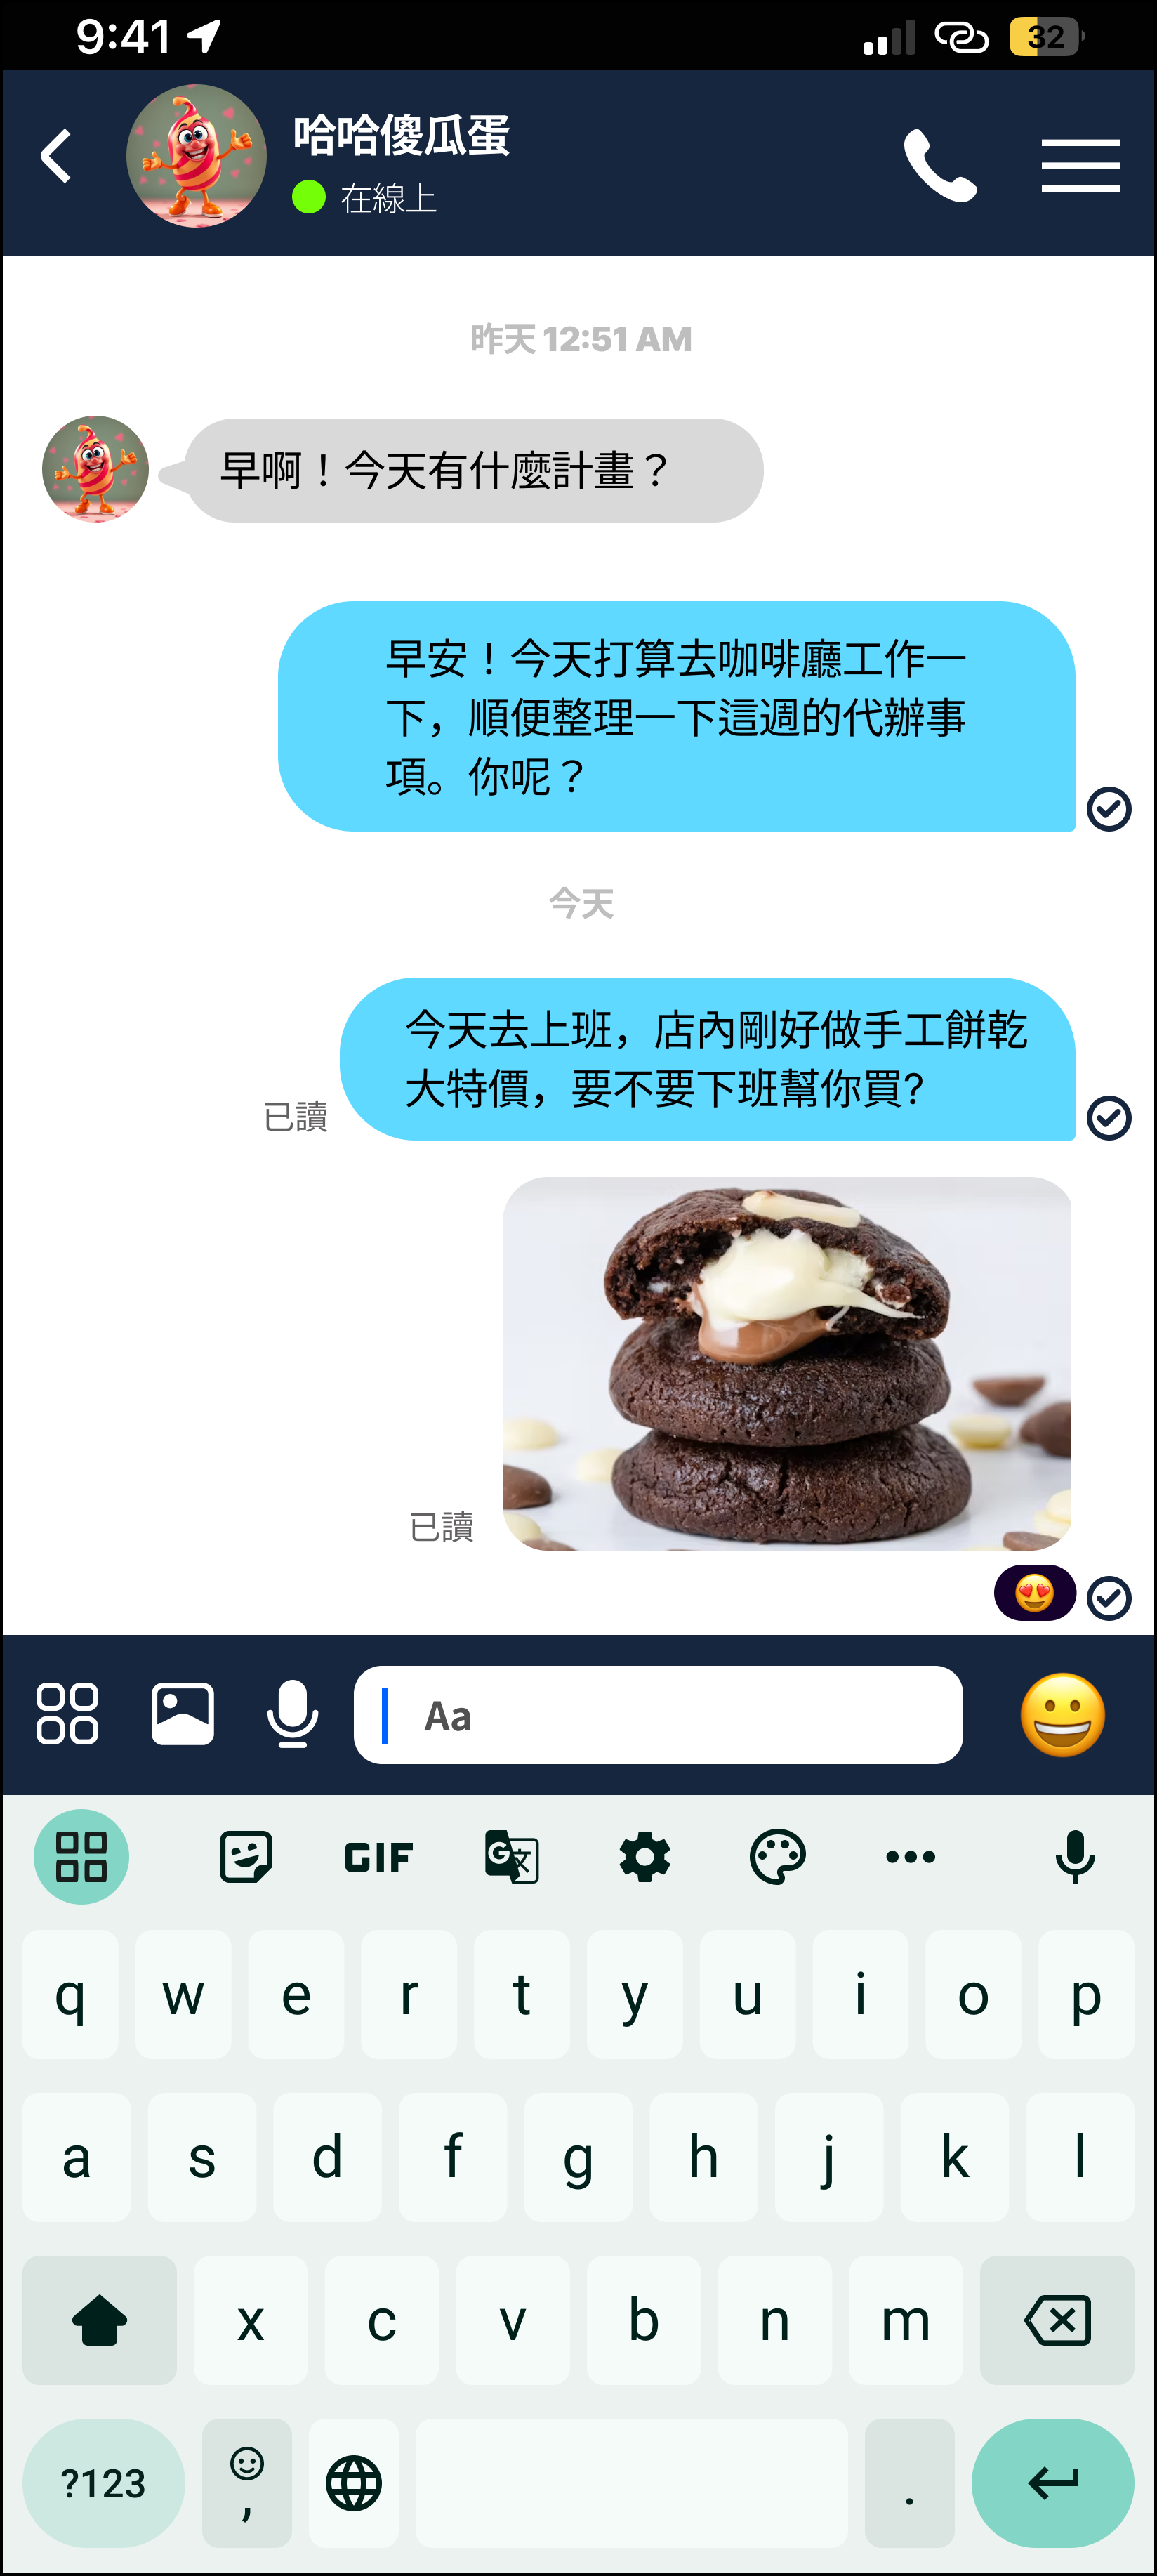 9:41
32
哈哈傻瓜蛋
在線上
昨天 12:51 AM
早啊！今天有什麼計畫？
早安！今天打算去咖啡廳工作一
下，順便整理一下這週的代辦事
項。你呢？
今天
今天去上班，店內剛好做手工餅乾
大特價，要不要下班幫你買?
已讀
已讀
Aa
GIF
G 文
q w e r t y u i o p
a s d f g h j k l
x c v b n m
?123 , .